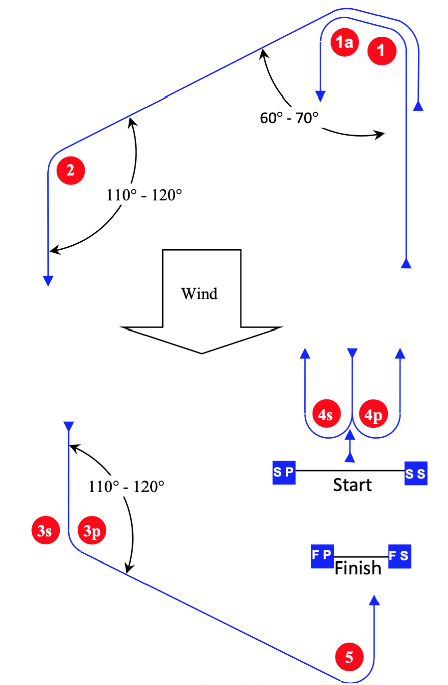 1a
1
60° - 70°
2
110° - 120°
Wind
4s
4p
S P
S S
Start
110° - 120°
3s
3p
F P
F S
Finish
5